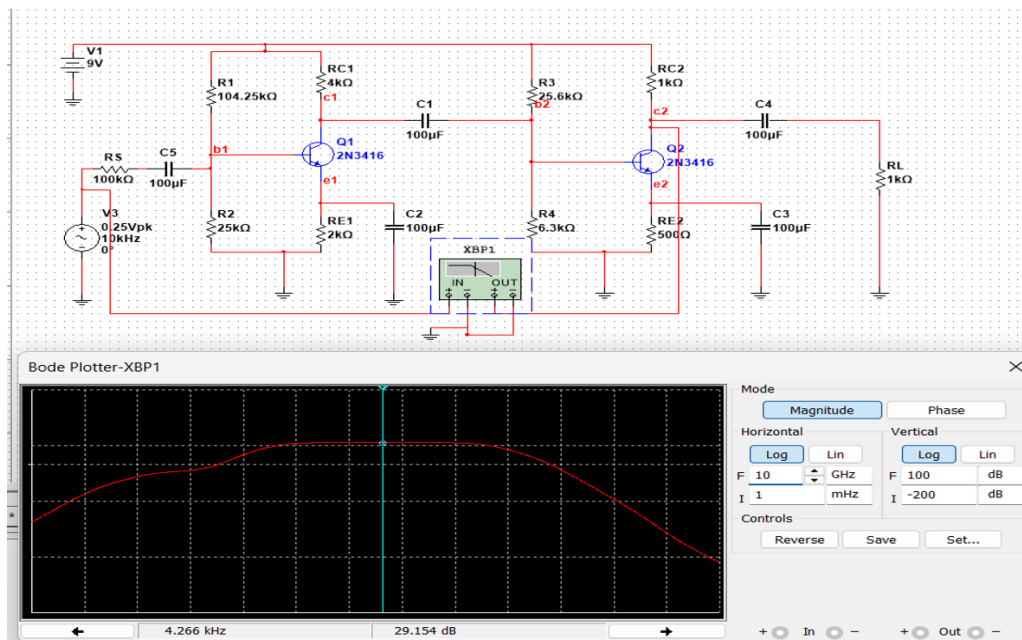 V1
9V
R1
104.25kΩ
RC1
4kΩ
c1
C1
100µF
R3
25.6kΩ
b2
RC2
1kΩ
c2
C4
100µF
RS
100kΩ
C5
100µF
b1
Q1
2N3416
e1
Q2
2N3416
e2
RL
1kΩ
V3
0.25Vpk
10kHz
0°
R2
25kΩ
RE1
2kΩ
C2
100µF
R4
6.3kΩ
RE2
500Ω
C3
100µF
XBP1
IN OUT
+ − + −
Bode Plotter-XBP1
Mode
Magnitude Phase
Horizontal Vertical
Log Lin Log Lin
F 10 GHz F 100 dB
I 1 mHz I -200 dB
Controls
Reverse Save Set...
4.266 kHz 29.154 dB
+ In − + Out −